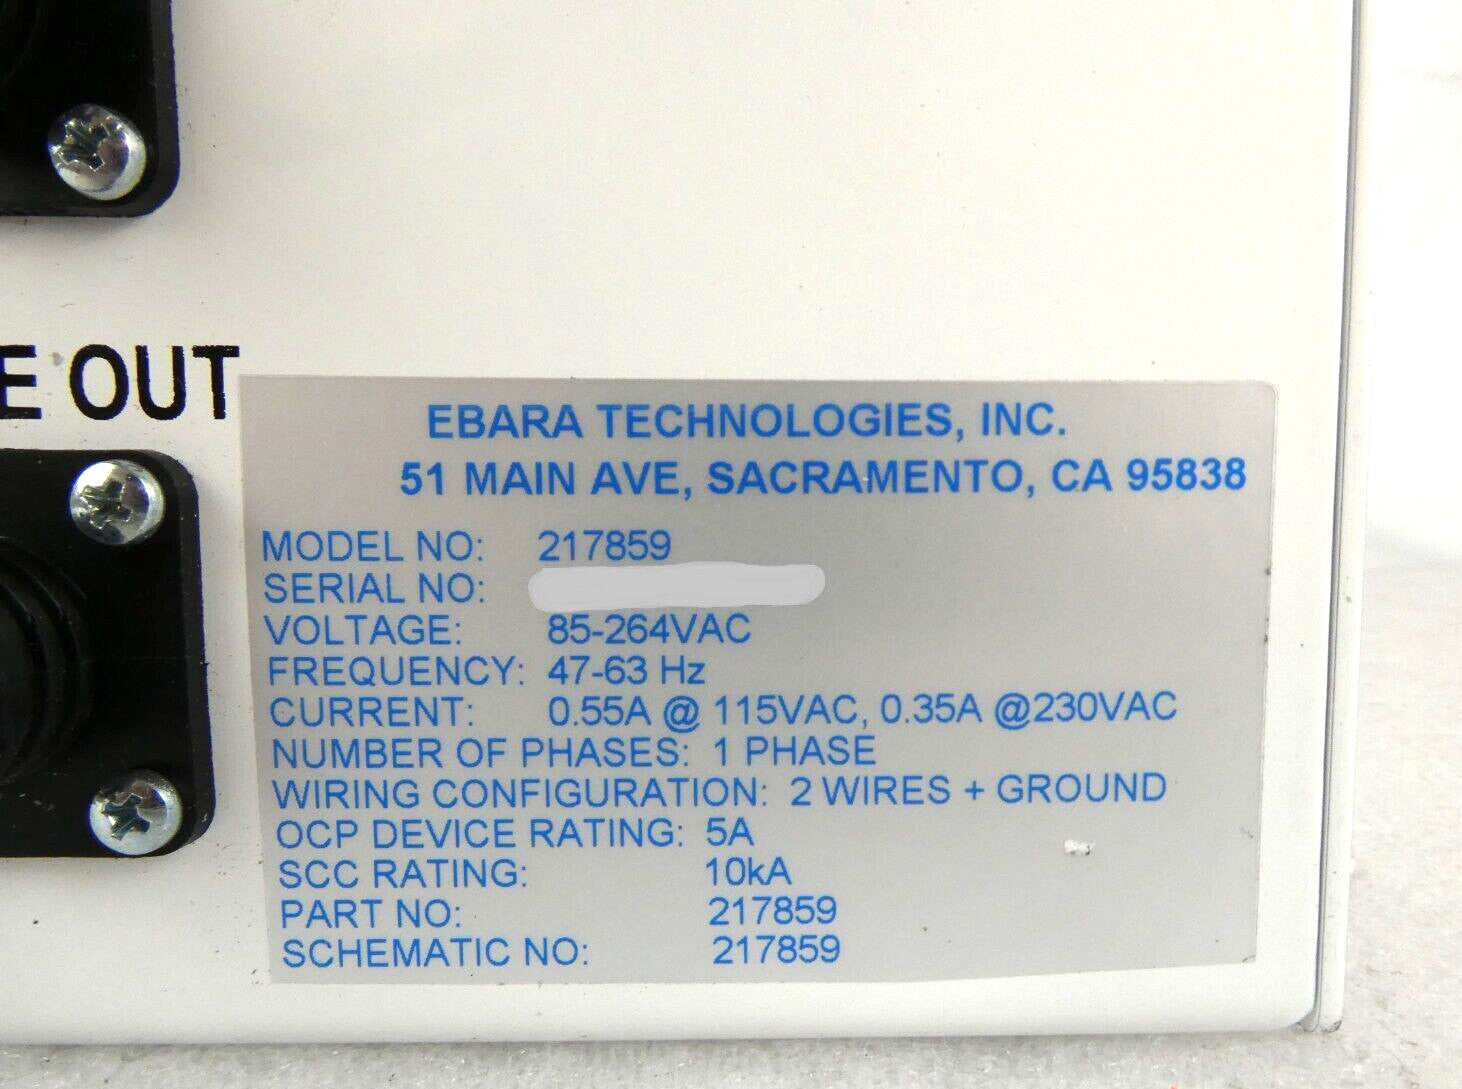 E OUT
EBARA TECHNOLOGIES, INC.
51 MAIN AVE, SACRAMENTO, CA 95838
MODEL NO: 217859
SERIAL NO:
VOLTAGE: 85-264VAC
FREQUENCY: 47-63 Hz
CURRENT: 0.55A @ 115VAC, 0.35A @230VAC
NUMBER OF PHASES: 1 PHASE
WIRING CONFIGURATION: 2 WIRES + GROUND
OCP DEVICE RATING: 5A
SCC RATING: 10kA
PART NO: 217859
SCHEMATIC NO: 217859